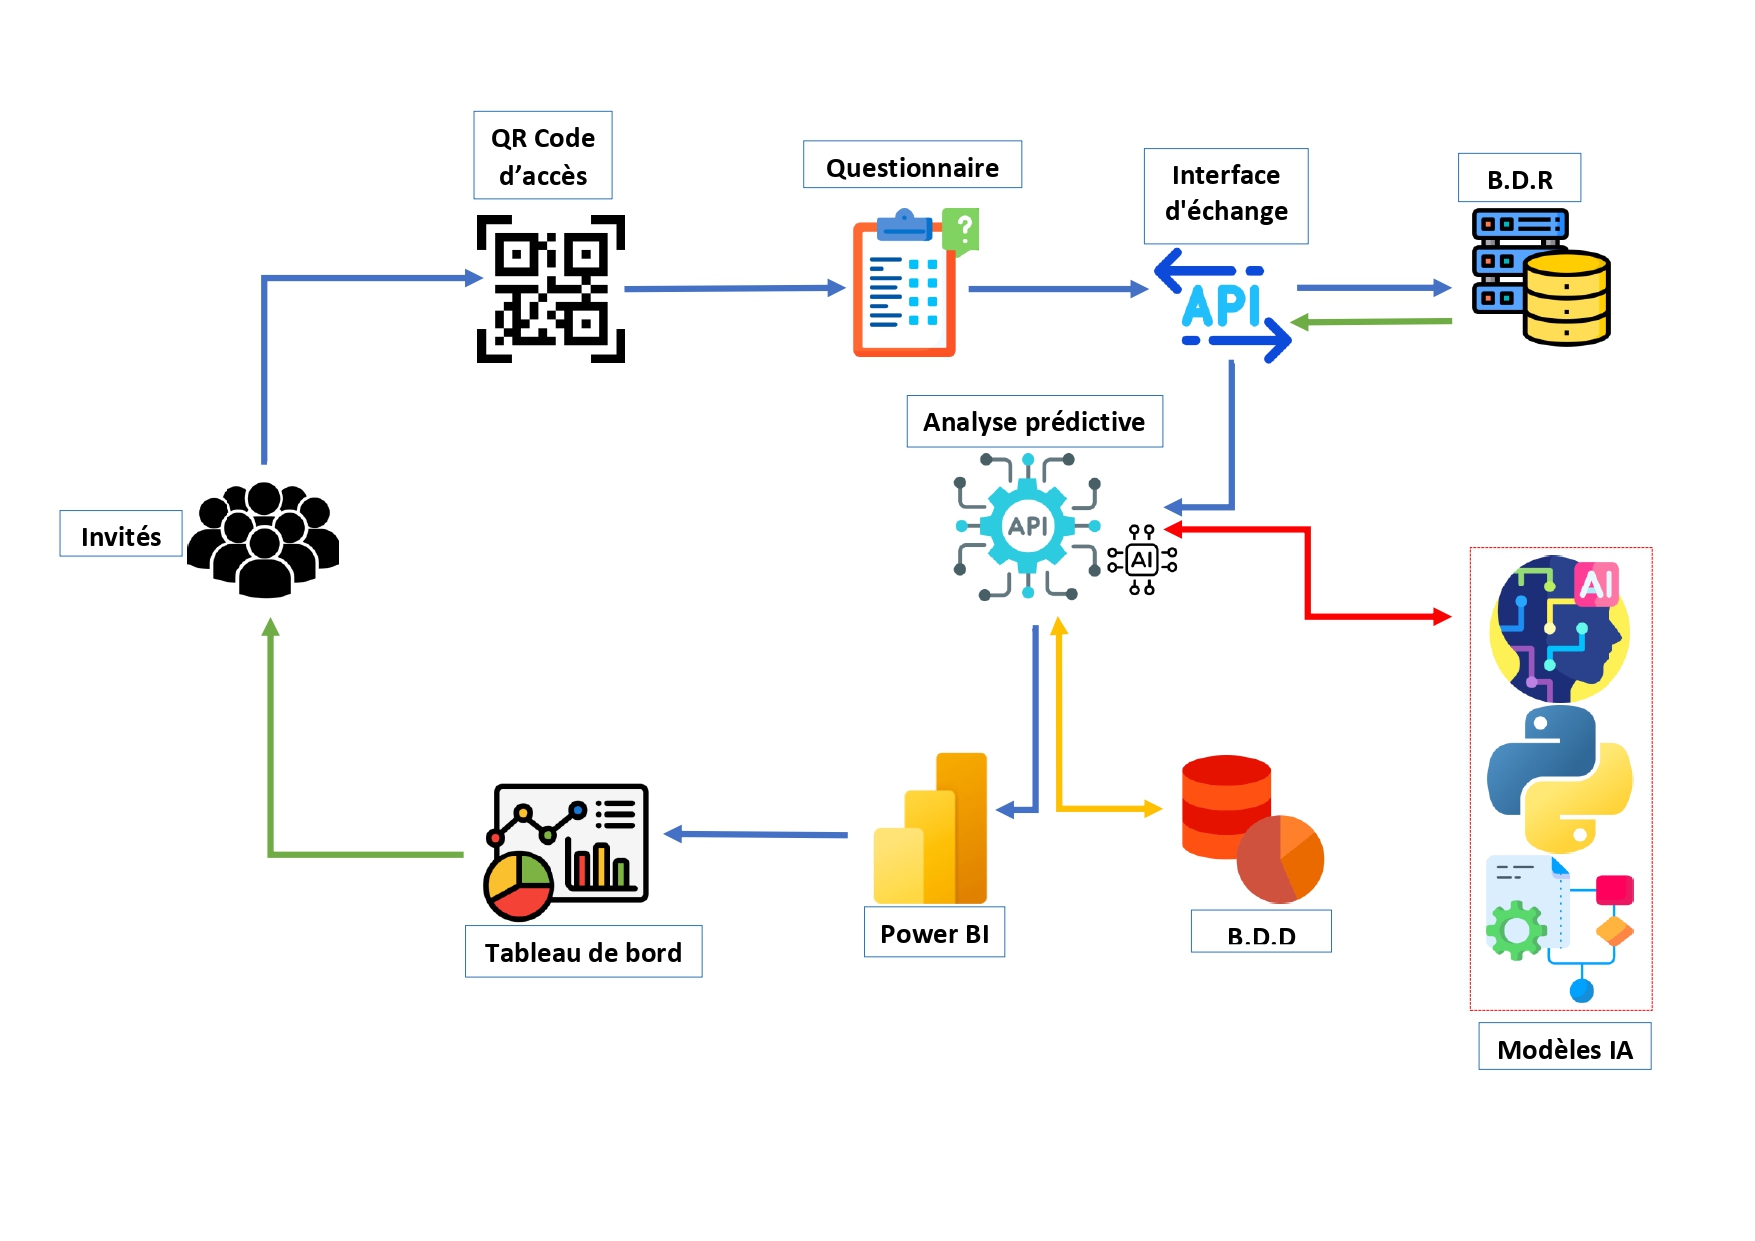 QR Code
d’accès
Questionnaire
?
Interface
d'échange
API
B.D.R
Analyse prédictive
API
AI
Invités
AI
Power BI
Tableau de bord
B.D.D
Modèles IA